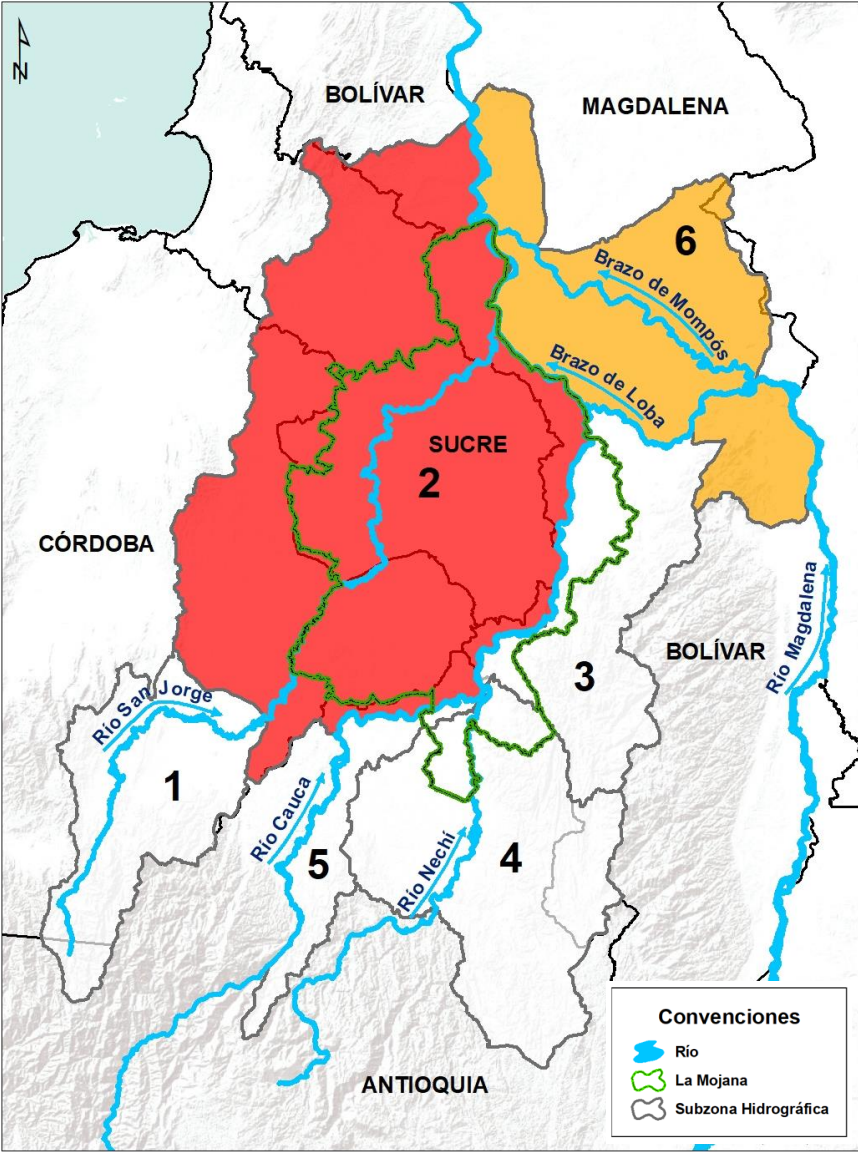 N
BOLÍVAR
MAGDALENA
6
Brazo de Mompós
Brazo de Loba
SUCRE
2
CÓRDOBA
Río San Jorge
3
BOLÍVAR
Río Magdalena
1
Río Cauca
5
Río Nechí
4
ANTIOQUIA
Convenciones
Río
La Mojana
Subzona Hidrográfica